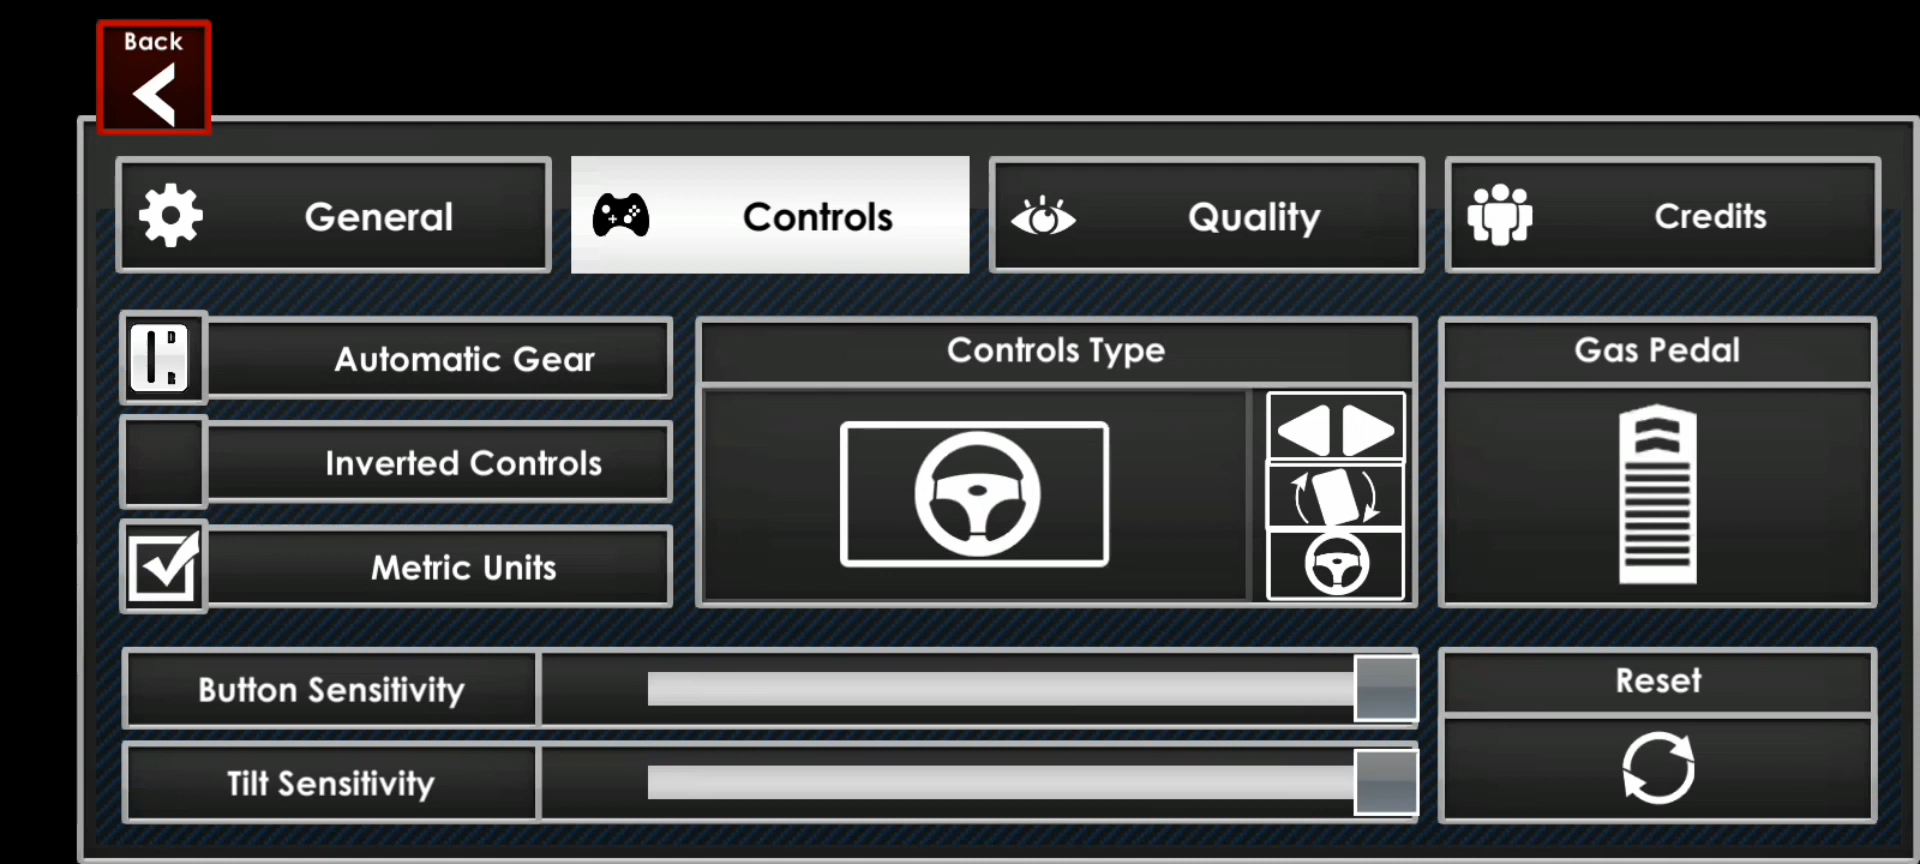 Back
General
Controls
Quality
Credits
Automatic Gear
D
R
Inverted Controls
Metric Units
Controls Type
Gas Pedal
Button Sensitivity
Tilt Sensitivity
Reset